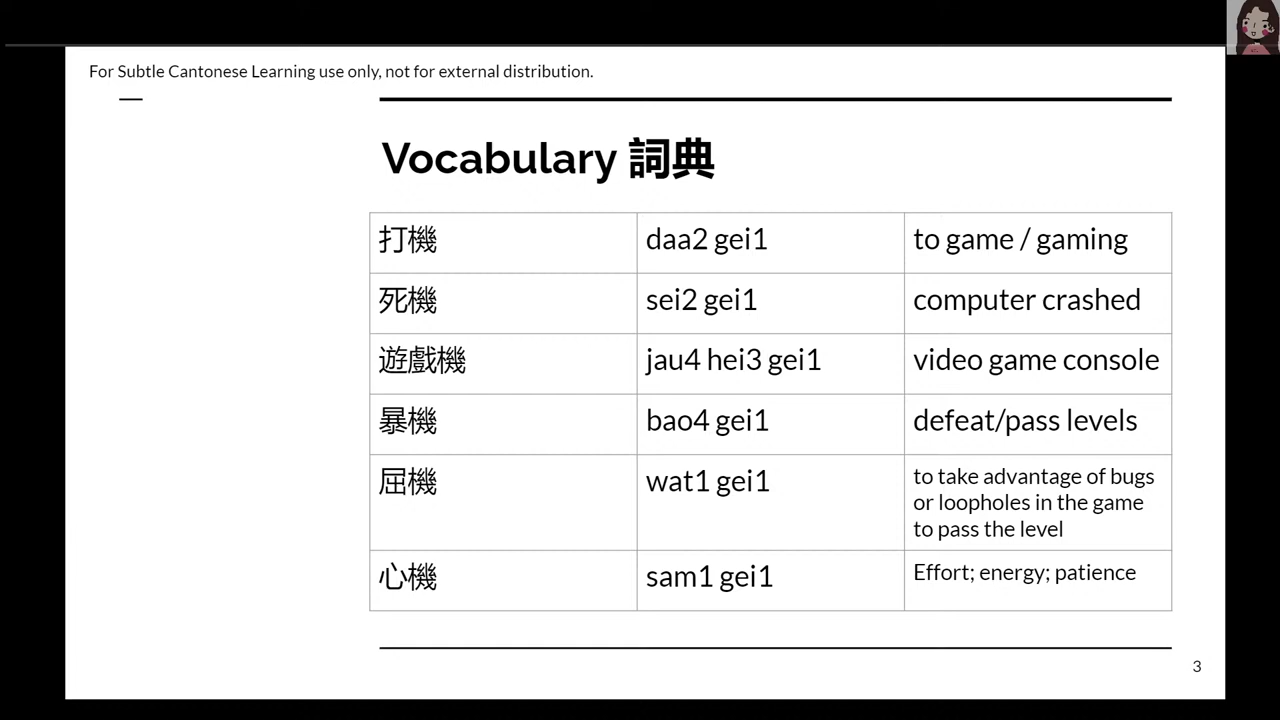 For Subtle Cantonese Learning use only, not for external distribution.
Vocabulary 詞典
打機 daa2 gei1 to game / gaming
死機 sei2 gei1 computer crashed
遊戲機 jau4 hei3 gei1 video game console
暴機 bao4 gei1 defeat/pass levels
屈機 wat1 gei1 to take advantage of bugs
or loopholes in the game
to pass the level
心機 sam1 gei1 Effort; energy; patience
3